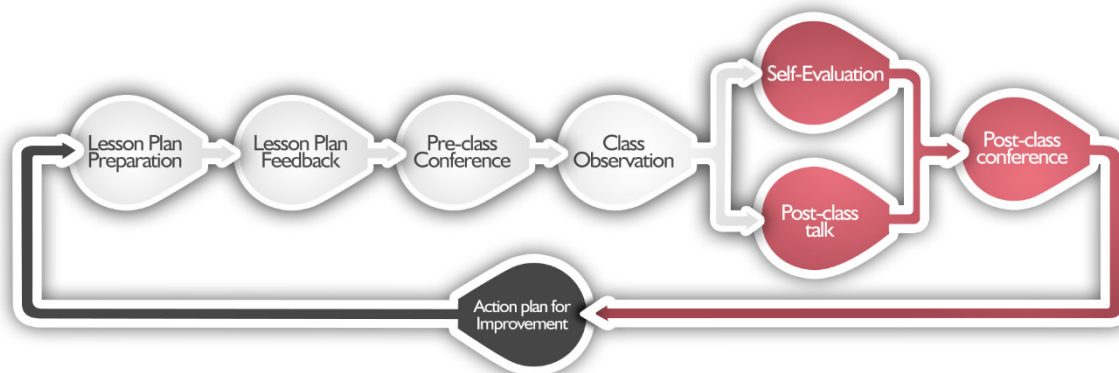 Lesson Plan
Preparation
Lesson Plan
Feedback
Pre-class
Conference
Class
Observation
Self-Evaluation
Post-class
talk
Post-class
conference
Action plan for
Improvement